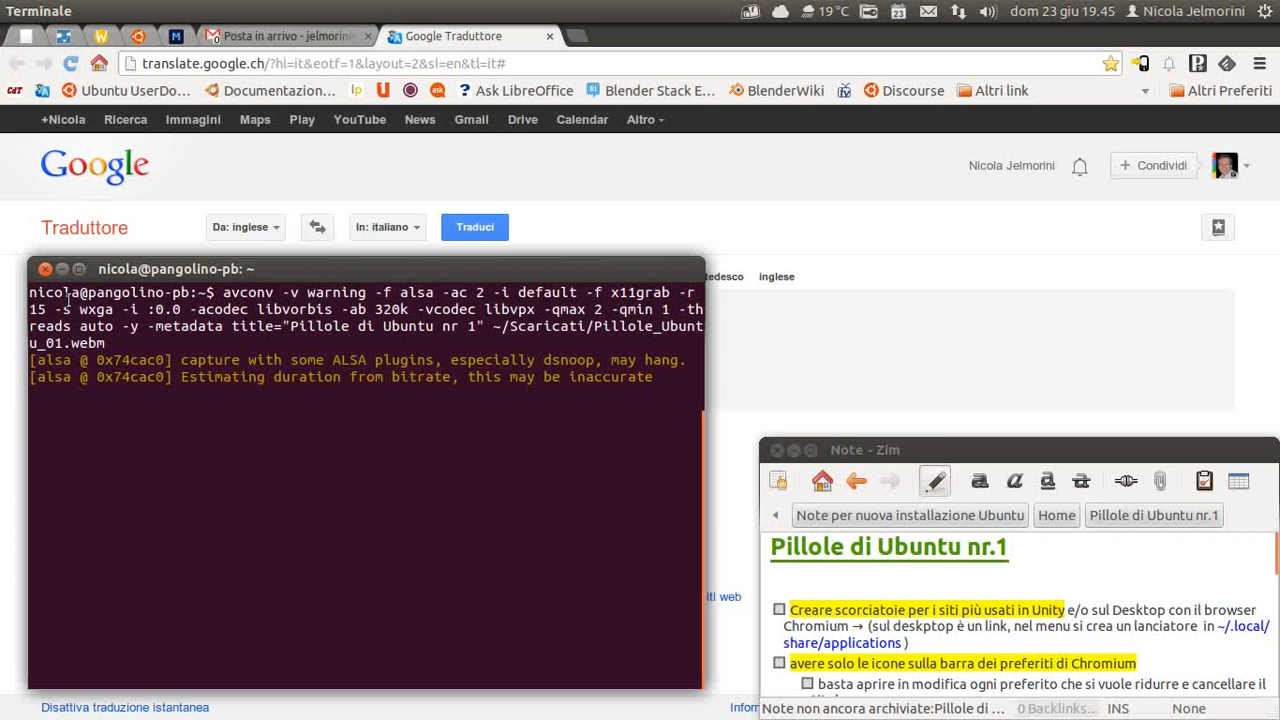 Terminale
19 °C
23
dom 23 giu 19.45
Nicola Jelmorini
Posta in arrivo - jelmorini
Google Traduttore
translate.google.ch/?hl=it&eotf=1&layout=2&sl=en&tl=it#
CAT
Ubuntu UserDo...
Documentazion...
lp
ask
Ask LibreOffice
Blender Stack E...
BlenderWiki
Discourse
Altri link
Altri Preferiti
+Nicola Ricerca Immagini Maps Play YouTube News Gmail Drive Calendar Altro
Google
Nicola Jelmorini
+ Condividi
Traduttore
Da: inglese
In: italiano
Traduci
tedesco inglese
nicola@pangolino-pb: ~
nicola@pangolino-pb:~$ avconv -v warning -f alsa -ac 2 -i default -f x11grab -r
15 -s wxga -i :0.0 -acodec libvorbis -ab 320k -vcodec libvpx -qmax 2 -qmin 1 -th
reads auto -y -metadata title="Pillole di Ubuntu nr 1" ~/Scaricati/Pillole_Ubunt
u_01.webm
[alsa @ 0x74cac0] capture with some ALSA plugins, especially dsnoop, may hang.
[alsa @ 0x74cac0] Estimating duration from bitrate, this may be inaccurate
iti web
Disattiva traduzione istantanea
Infor
Note - Zim
Note per nuova installazione Ubuntu
Home
Pillole di Ubuntu nr.1
Pillole di Ubuntu nr.1
Creare scorciatoie per i siti più usati in Unity e/o sul Desktop con il browser
Chromium → (sul deskptop è un link, nel menu si crea un lanciatore in ~/.local/
share/applications )
avere solo le icone sulla barra dei preferiti di Chromium
basta aprire in modifica ogni preferito che si vuole ridurre e cancellare il
Note non ancora archiviate:Pillole di ...
0 Backlinks...
INS
None